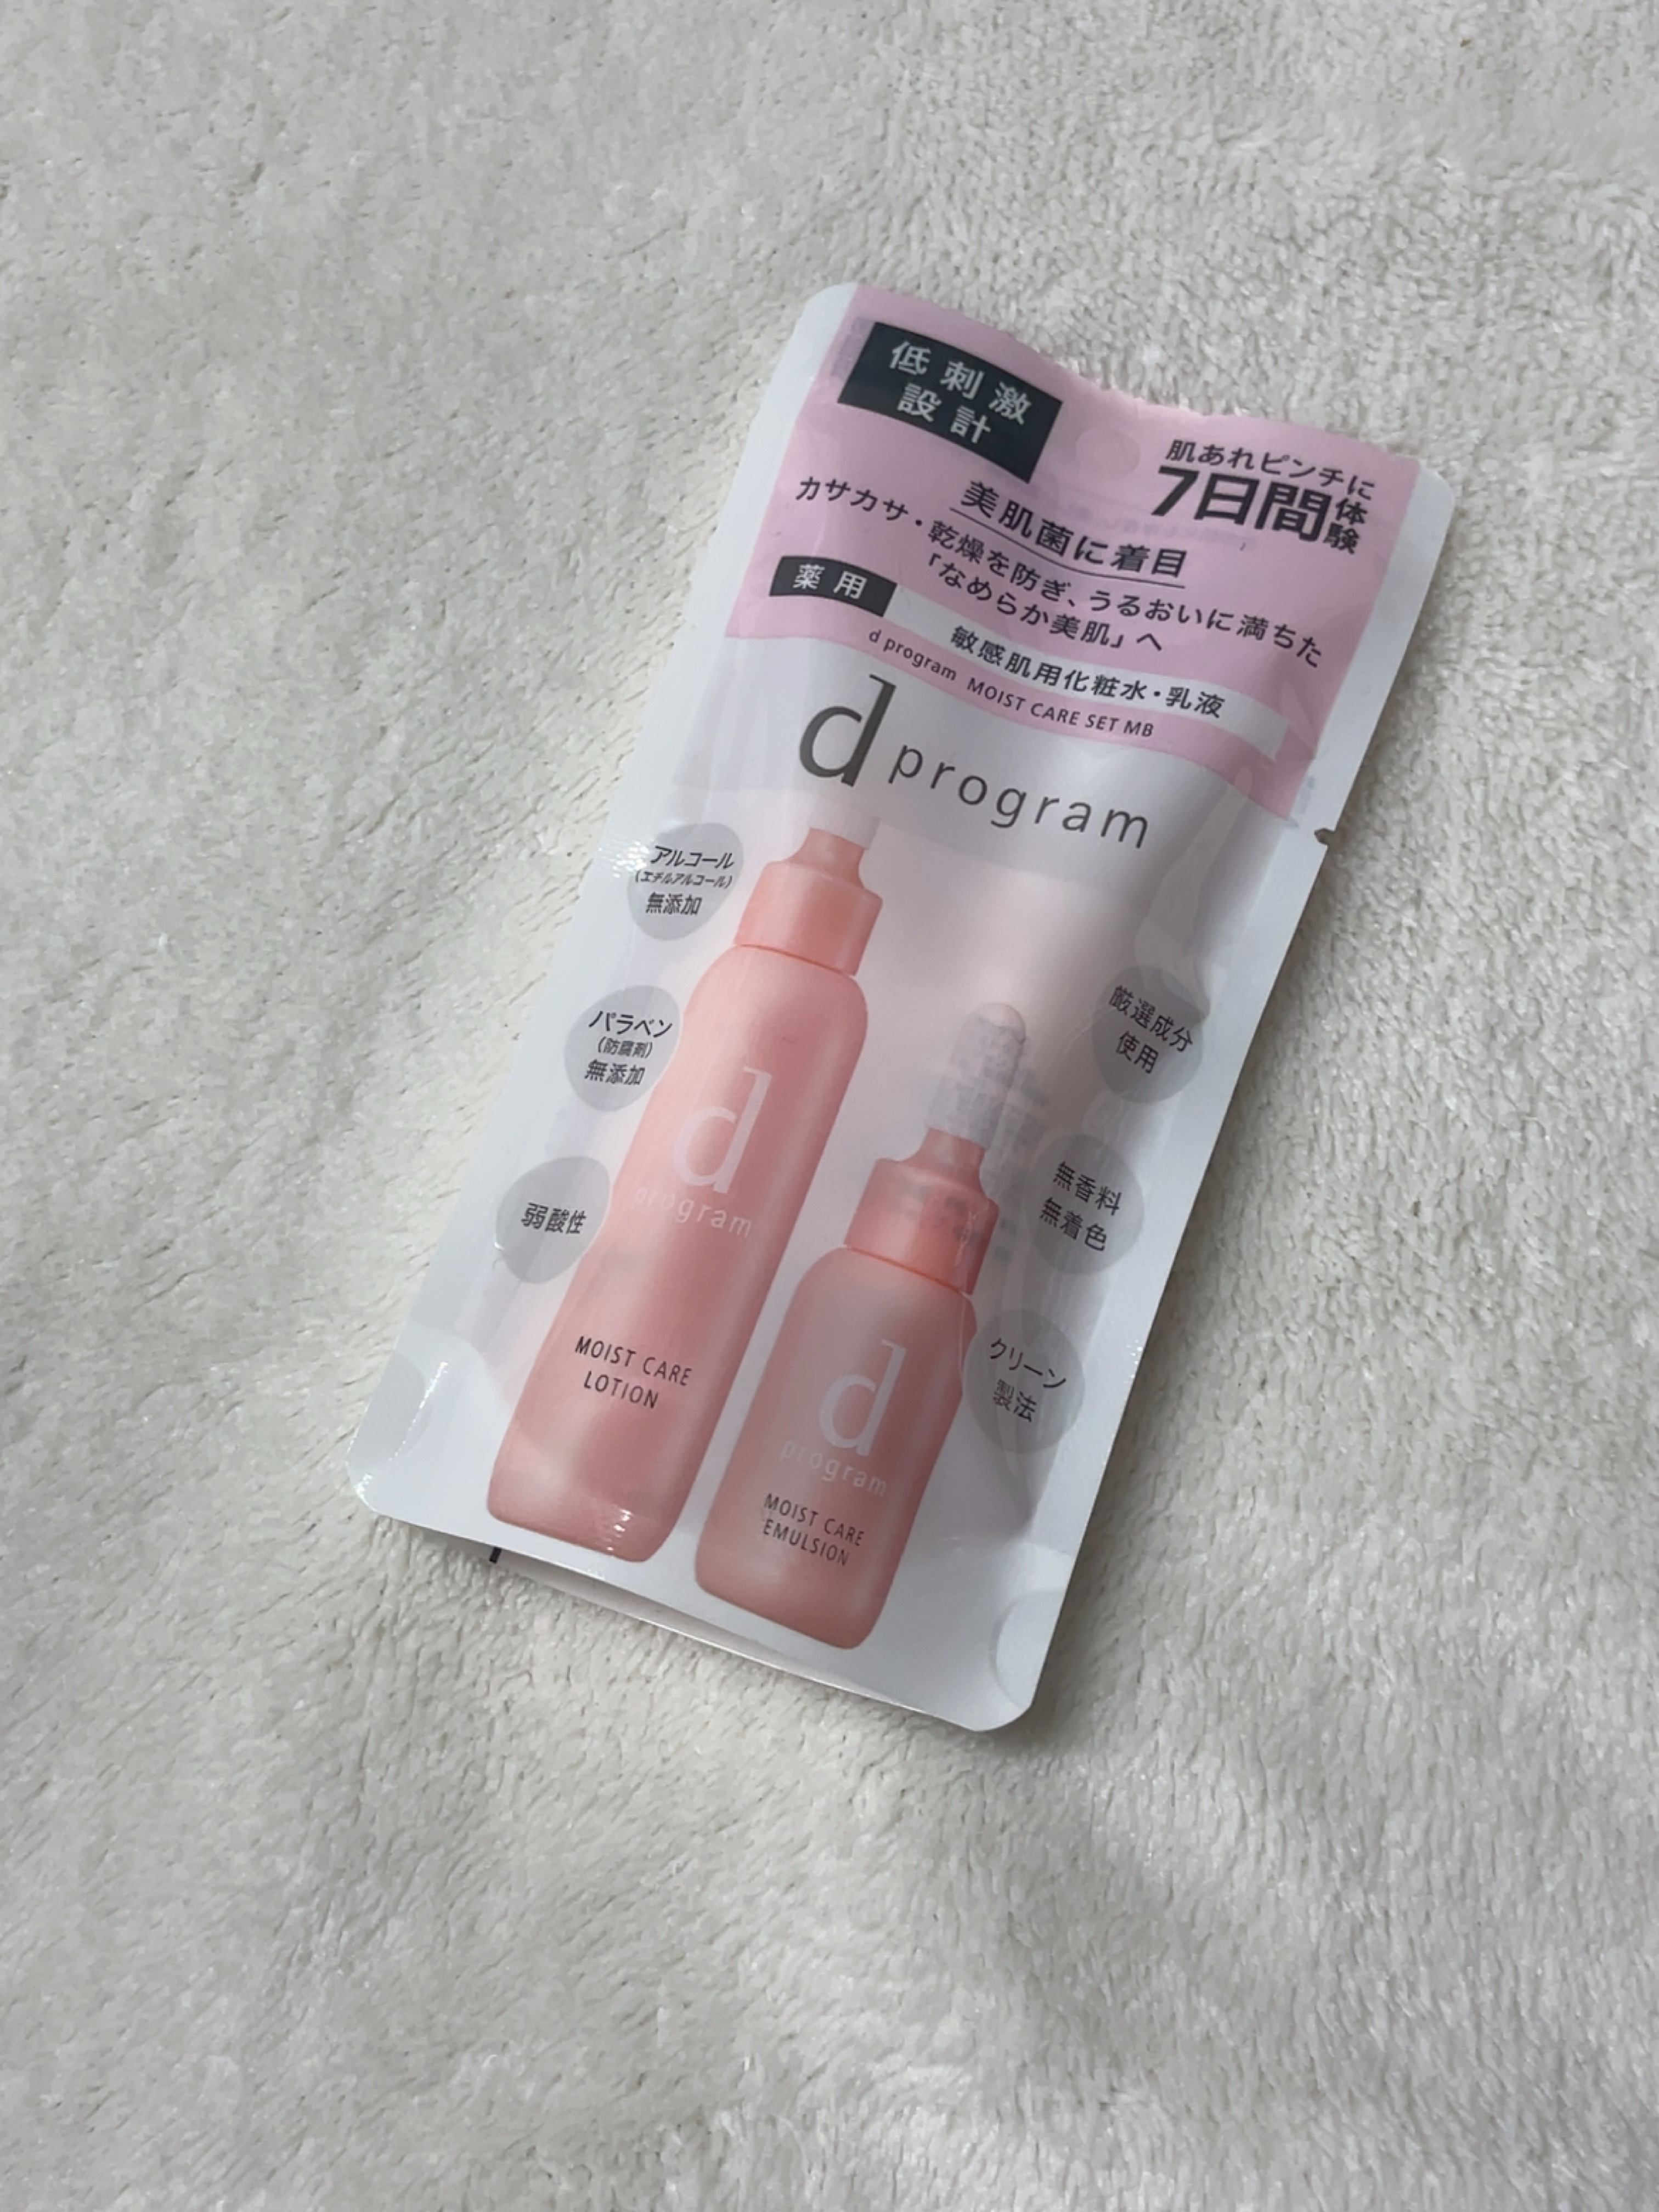 低刺激
設計
肌あれピンチに
7日間体験
美肌菌に着目
カサカサ・乾燥を防ぎ、うるおいに満ちた
「なめらか美肌」へ
薬用
敏感肌用化粧水・乳液
d program MOIST CARE SET MB
d program
アルコール
(エチルアルコール)
無添加
パラベン
(防腐剤)
無添加
弱酸性
厳選成分
使用
無香料
無着色
クリーン
製法
d
program
MOIST CARE
LOTION
d
program
MOIST CARE
EMULSION